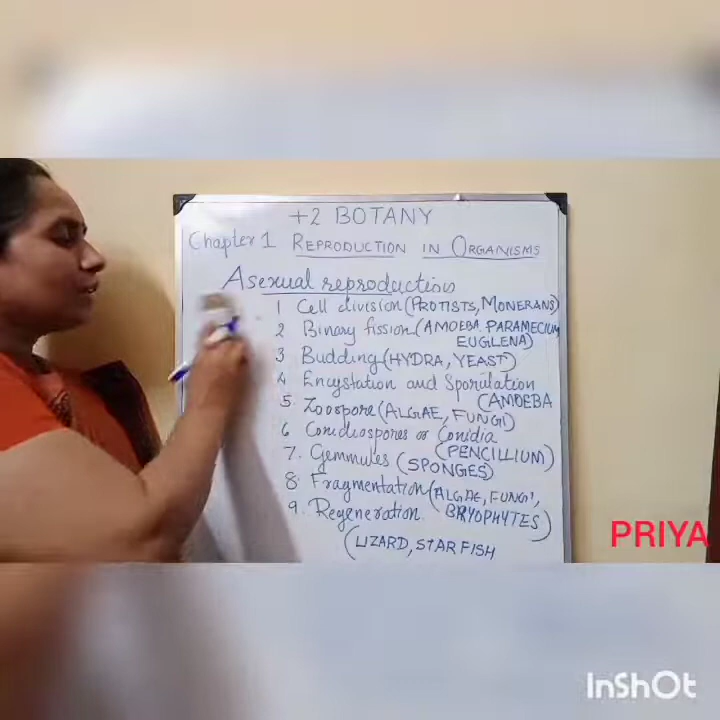 +2 BOTANY
Chapter 1 REPRODUCTION IN ORGANISMS
Asexual reproduction
1 Cell division (PROTISTS, MONERANS)
2 Binary fission (AMOEBA PARAMECIUM
EUGLENA)
3 Budding (HYDRA, YEAST)
4 Encystation and Sporulation
(AMOEBA
5. Zoospore (ALGAE, FUNGI)
6 Conidiospores or Conidia
(PENCILLIUM)
7. Gemmules (SPONGES)
8. Fragmentation (ALGAE, FUNGI,
BRYOPHYTES)
9. Regeneration.
(LIZARD, STAR FISH
PRIYA
InShOt